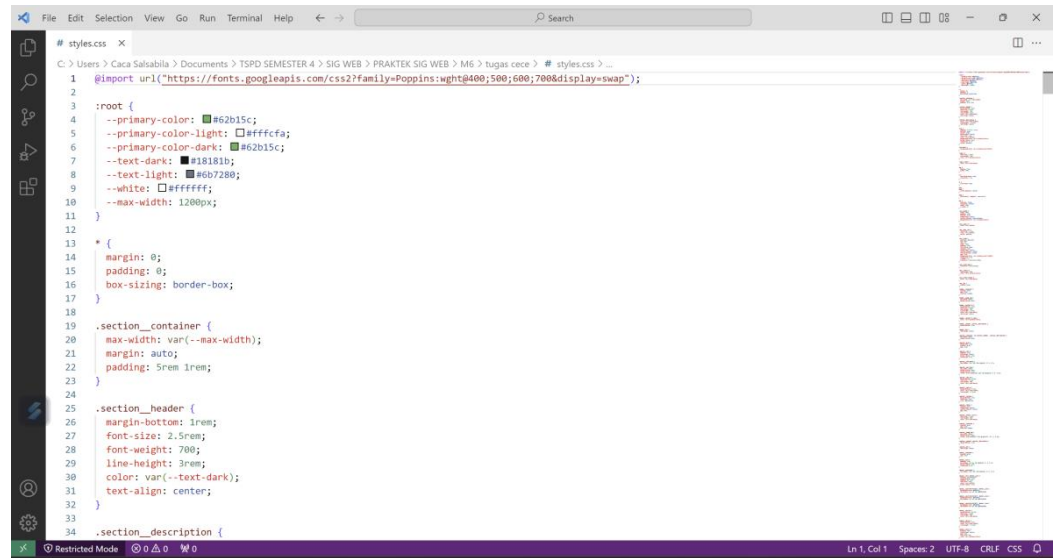 File Edit Selection View Go Run Terminal Help
Search
# styles.css
C: > Users > Caca Salsabila > Documents > TSPD SEMESTER 4 > SIG WEB > PRAKTEK SIG WEB > M6 > tugas cece > # styles.css > ...
1 @import url("https://fonts.googleapis.com/css2?family=Poppins:wght@400;500;600;700&display=swap");
2
3 :root {
4 --primary-color: #62b15c;
5 --primary-color-light: #fffcfa;
6 --primary-color-dark: #62b15c;
7 --text-dark: #18181b;
8 --text-light: #6b7280;
9 --white: #ffffff;
10 --max-width: 1200px;
11 }
12
13 * {
14 margin: 0;
15 padding: 0;
16 box-sizing: border-box;
17 }
18
19 .section__container {
20 max-width: var(--max-width);
21 margin: auto;
22 padding: 5rem 1rem;
23 }
24
25 .section__header {
26 margin-bottom: 1rem;
27 font-size: 2.5rem;
28 font-weight: 700;
29 line-height: 3rem;
30 color: var(--text-dark);
31 text-align: center;
32 }
33
34 .section__description {
Restricted Mode 0 0 0 Ln 1, Col 1 Spaces: 2 UTF-8 CRLF CSS